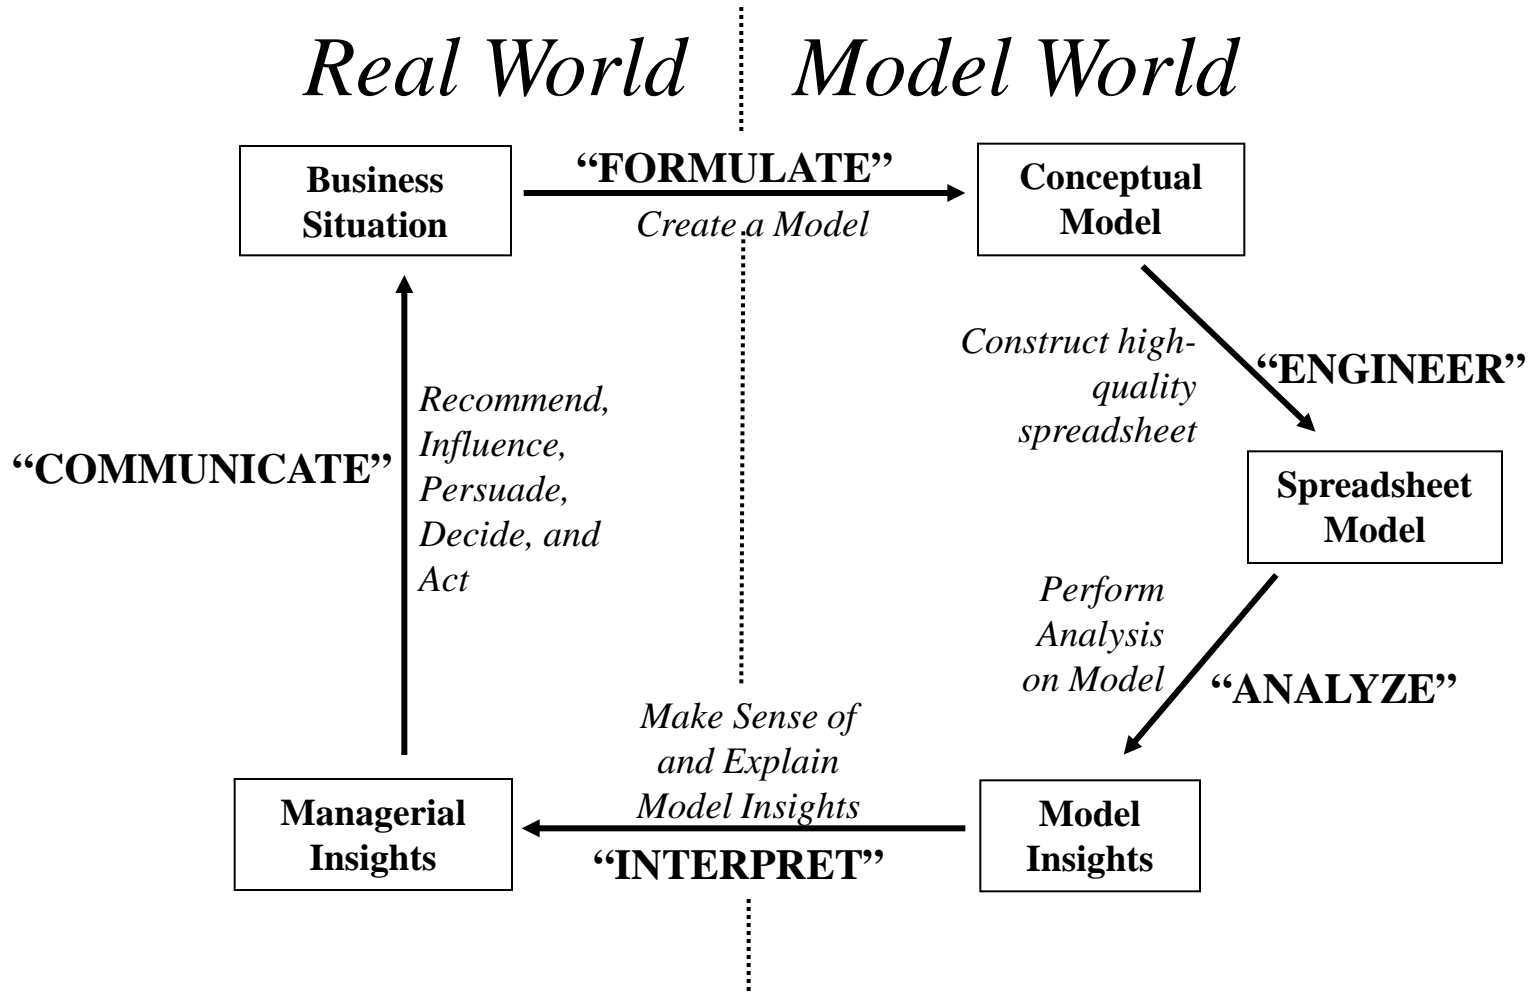 Real World
Model World
Business
Situation
“FORMULATE”
Create a Model
Conceptual
Model
Construct high-
quality
spreadsheet
“ENGINEER”
Recommend,
Influence,
Persuade,
Decide, and
Act
“COMMUNICATE”
Spreadsheet
Model
Perform
Analysis
on Model
“ANALYZE”
Make Sense of
and Explain
Model Insights
“INTERPRET”
Managerial
Insights
Model
Insights